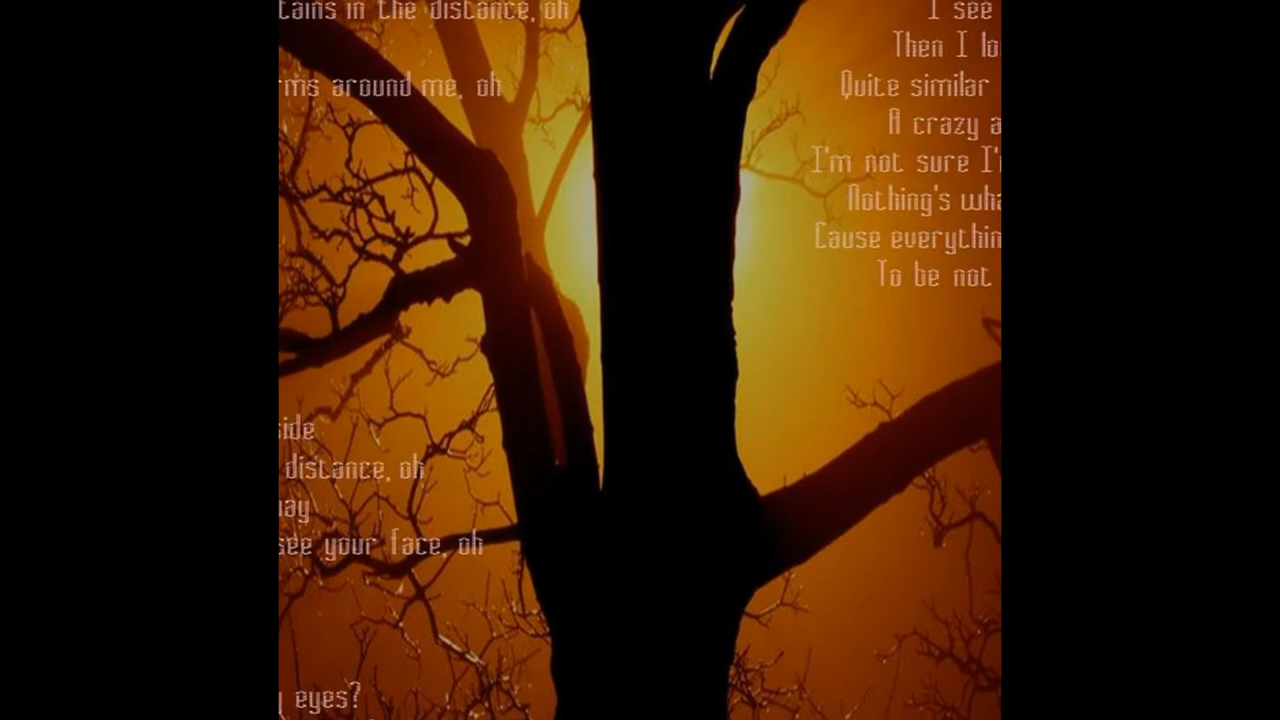 tains in the distance, oh
rms around me, oh
side
distance, oh
way
see your face, oh
eyes?
I see
Then I lo
Quite similar
A crazy a
I'm not sure I'
Nothing's wha
Cause everythin
To be not